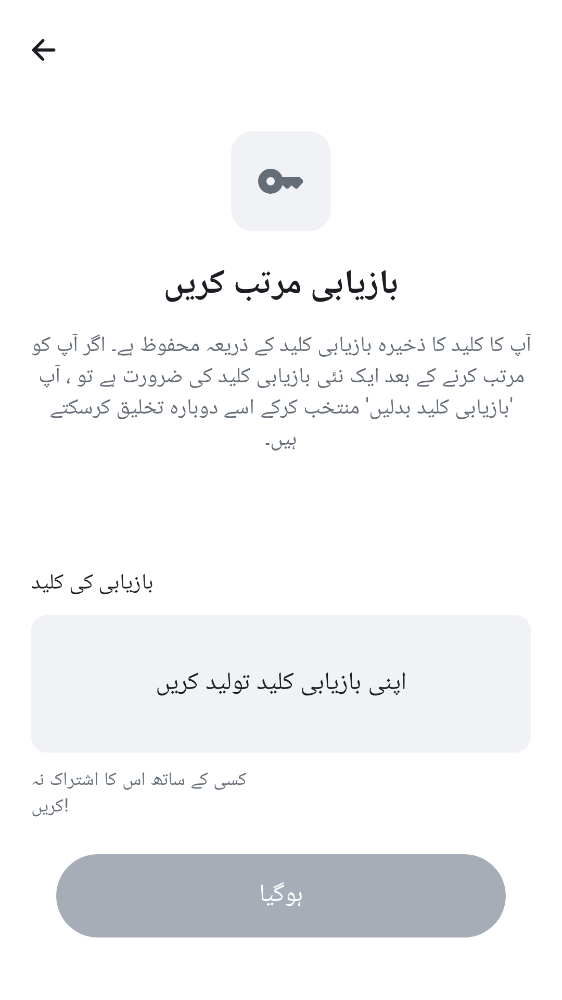 بازیابی مرتب کریں
آپ کا کلید کا ذخیرہ بازیابی کلید کے ذریعہ محفوظ ہے۔ اگر آپ کو
مرتب کرنے کے بعد ایک نئی بازیابی کلید کی ضرورت ہے تو ، آپ
'بازیابی کلید بدلیں' منتخب کرکے اسے دوبارہ تخلیق کرسکتے
ہیں۔
بازیابی کی کلید
اپنی بازیابی کلید تولید کریں
کسی کے ساتھ اس کا اشتراک نہ
کریں!
ہوگیا